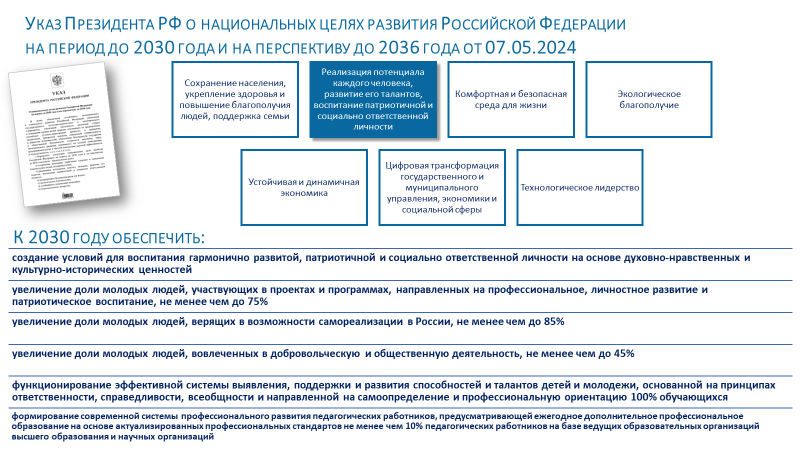 Указ Президента РФ о национальных целях развития Российской Федерации
на период до 2030 года и на перспективу до 2036 года от 07.05.2024
УКАЗ
ПРЕЗИДЕНТА РОССИЙСКОЙ ФЕДЕРАЦИИ
Сохранение населения,
укрепление здоровья и
повышение благополучия
людей, поддержка семьи
Реализация потенциала
каждого человека,
развитие его талантов,
воспитание патриотичной и
социально ответственной
личности
Комфортная и безопасная
среда для жизни
Экологическое
благополучие
Устойчивая и динамичная
экономика
Цифровая трансформация
государственного и
муниципального
управления, экономики и
социальной сферы
Технологическое лидерство
К 2030 году обеспечить:
создание условий для воспитания гармонично развитой, патриотичной и социально ответственной личности на основе духовно-нравственных и
культурно-исторических ценностей
увеличение доли молодых людей, участвующих в проектах и программах, направленных на профессиональное, личностное развитие и
патриотическое воспитание, не менее чем до 75%
увеличение доли молодых людей, верящих в возможности самореализации в России, не менее чем до 85%
увеличение доли молодых людей, вовлеченных в добровольческую и общественную деятельность, не менее чем до 45%
функционирование эффективной системы выявления, поддержки и развития способностей и талантов детей и молодежи, основанной на принципах
ответственности, справедливости, всеобщности и направленной на самоопределение и профессиональную ориентацию 100% обучающихся
формирование современной системы профессионального развития педагогических работников, предусматривающей ежегодное дополнительное профессиональное
образование на основе актуализированных профессиональных стандартов не менее чем 10% педагогических работников на базе ведущих образовательных организаций
высшего образования и научных организаций